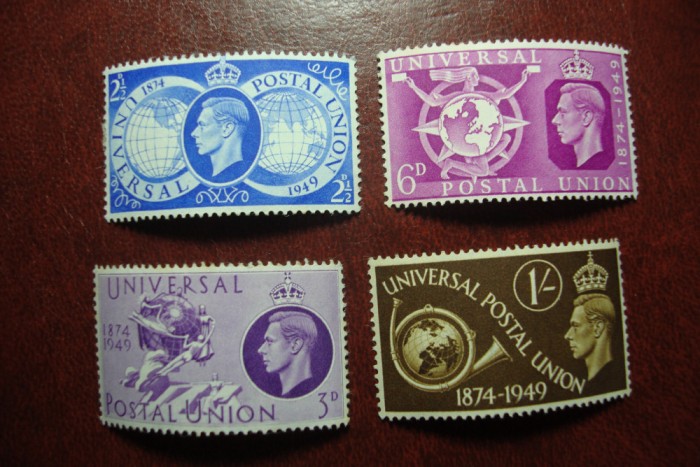 2½D
1874
UNIVERSAL
POSTAL UNION
1949
2½D
UNIVERSAL
1874-1949
6D
POSTAL UNION
UNIVERSAL
1874
1949
POSTAL UNION
3D
UNIVERSAL POSTAL UNION
1/-
1874-1949